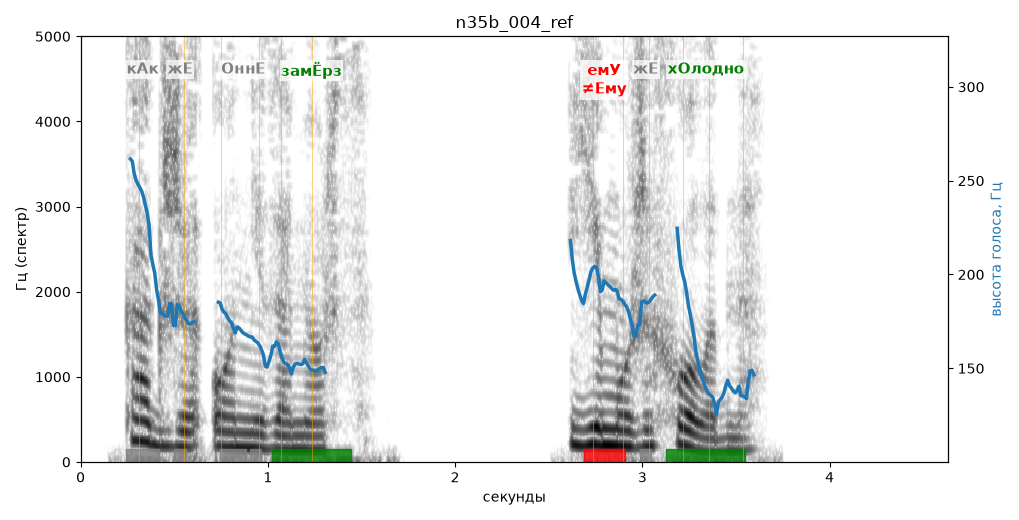 n35b_004_ref
5000
4000
3000
2000
1000
0
Гц (спектр)
кАк жЕ ОннЕ замЁрз емУ жЕ хОлодно
≠Ему
300
250
200
150
высота голоса, Гц
0 1 2 3 4
секунды